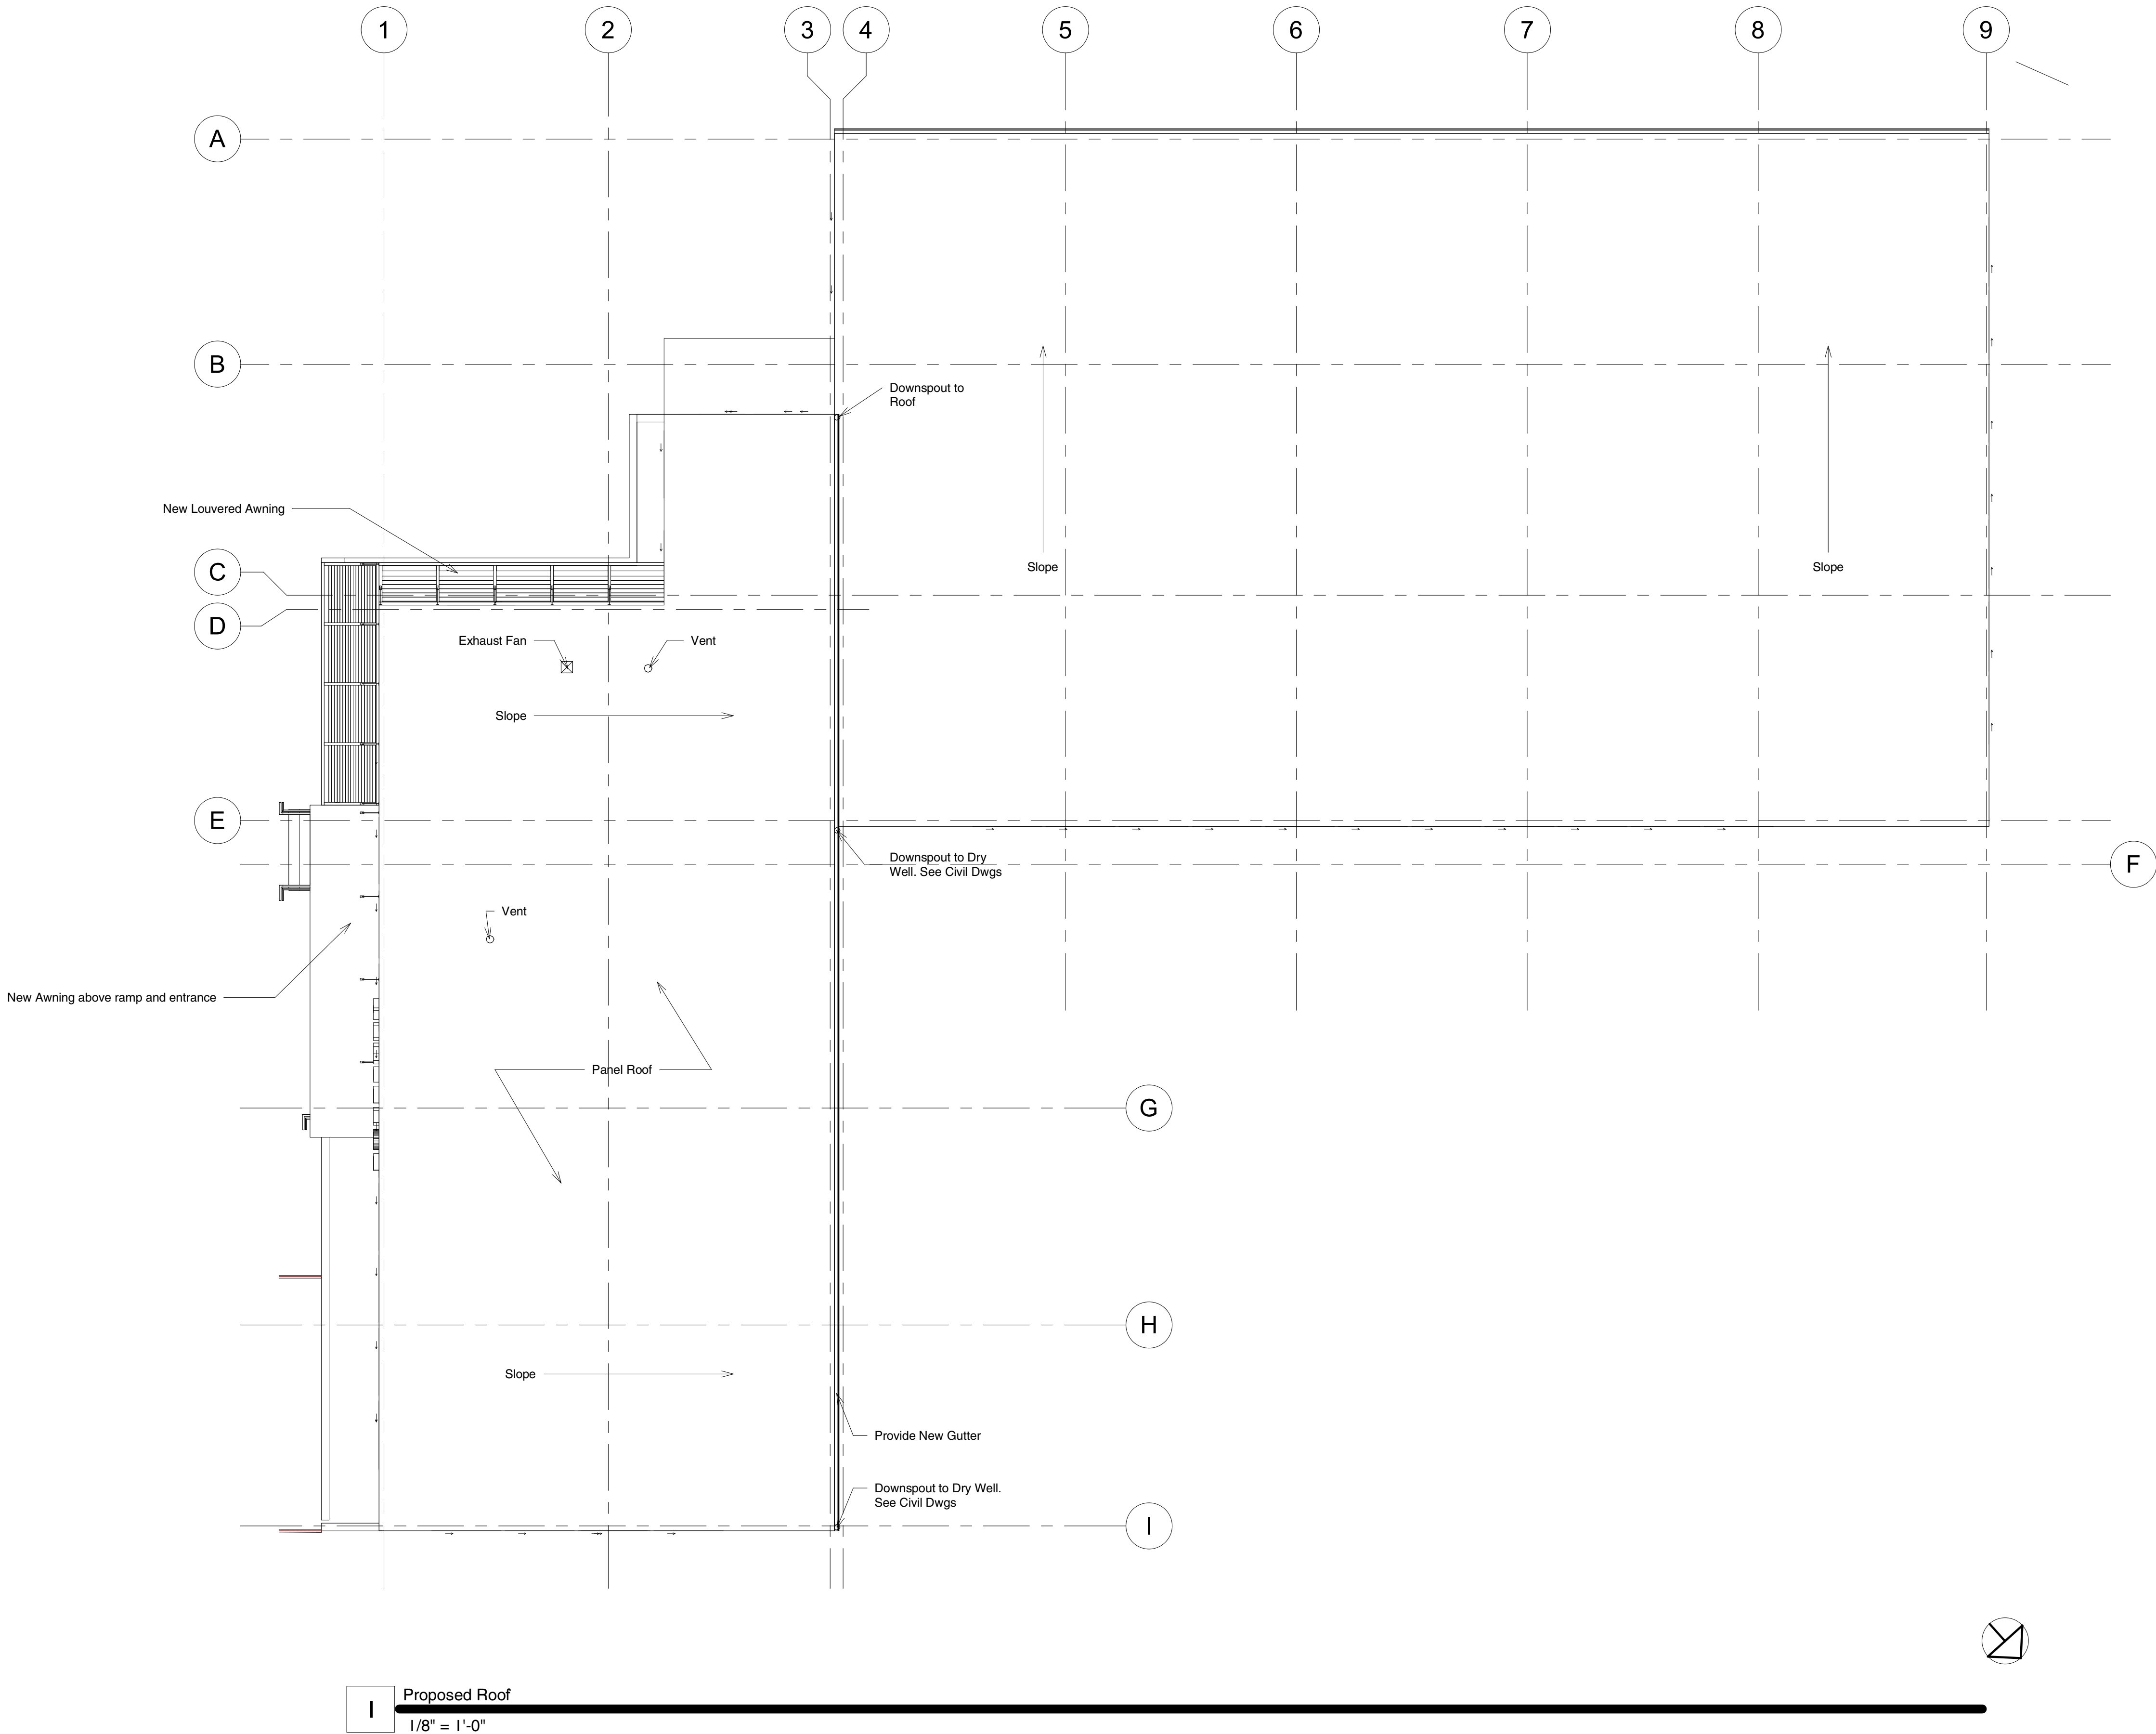 1
2
3
4
5
6
7
8
9
A
B
Downspout to
Roof
New Louvered Awning
C
Slope
Slope
D
Exhaust Fan
Vent
Slope
E
Downspout to Dry
Well. See Civil Dwgs
F
Vent
New Awning above ramp and entrance
Panel Roof
G
H
Slope
Provide New Gutter
Downspout to Dry Well.
See Civil Dwgs
I
1
Proposed Roof
1/8" = 1'-0"